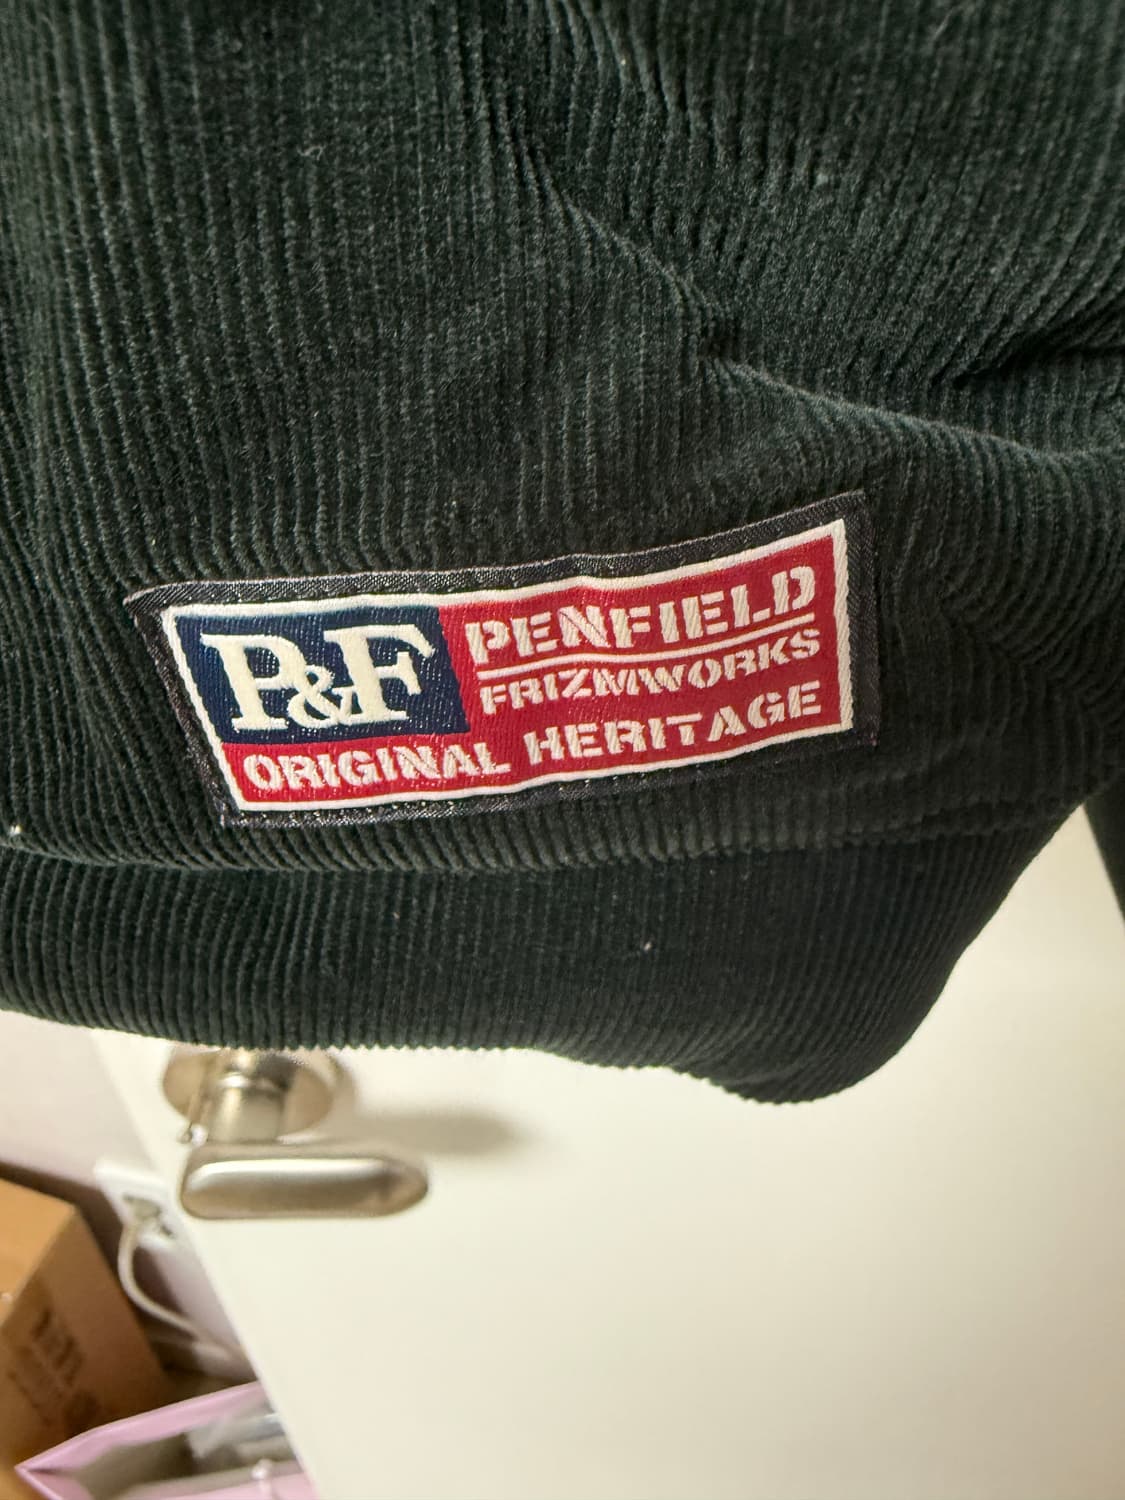 P&F
PENFIELD
FRIZMWORKS
ORIGINAL HERITAGE